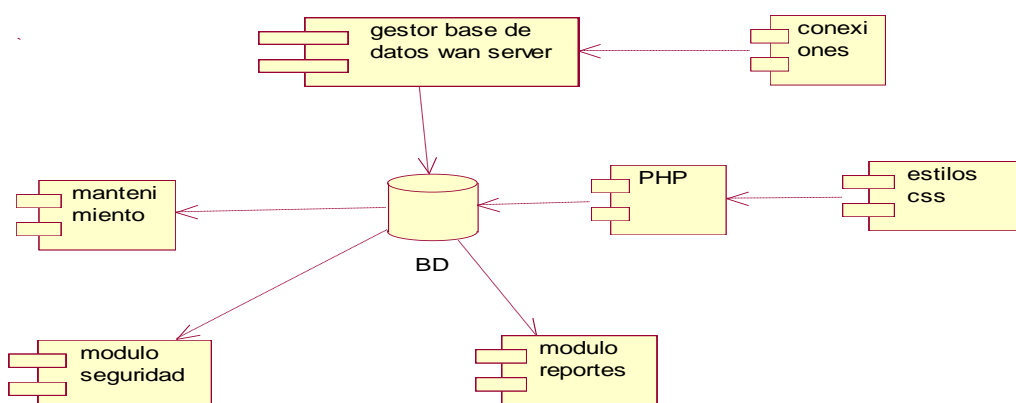 gestor base de
datos wan server
conexi
ones
manteni
miento
PHP
estilos
css
BD
modulo
seguridad
modulo
reportes